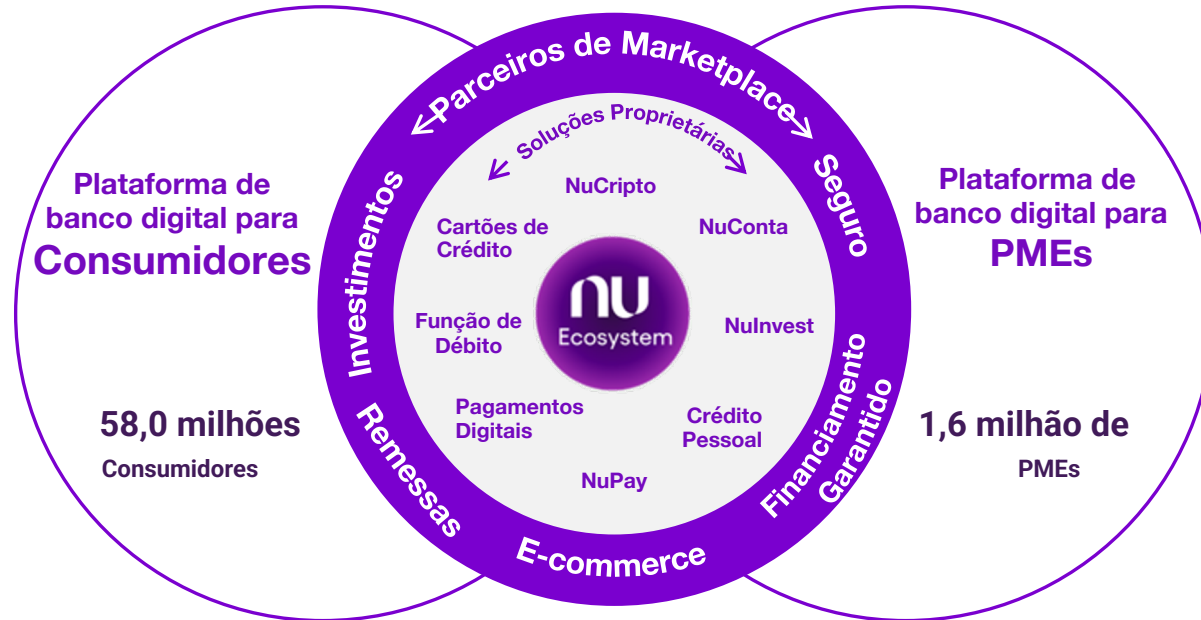 Parceiros de Marketplace
Seguro
Financiamento
Garantido
E-commerce
Remessas
Investimentos
Soluções Proprietárias
NuCripto
Cartões de
Crédito
NuConta
nu
Ecosystem
Função de
Débito
NuInvest
Pagamentos
Digitais
Crédito
Pessoal
NuPay
Plataforma de
banco digital para
Consumidores
58,0 milhões
Consumidores
Plataforma de
banco digital para
PMEs
1,6 milhão de
PMEs